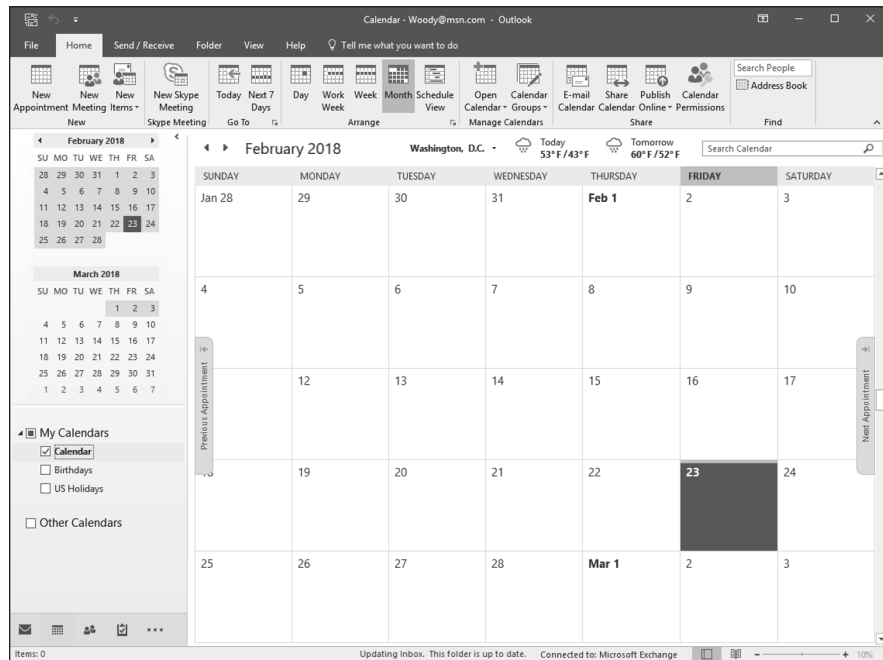 Calendar - Woody@msn.com - Outlook
File Home Send / Receive Folder View Help Tell me what you want to do
New Appointment
New Meeting
New Items
New
New Skype Meeting
Skype Meeting
Today
Next 7 Days
Go To
Day
Work Week
Week
Month
Schedule View
Arrange
Open Calendar
Calendar Groups
Manage Calendars
E-mail Calendar
Share Calendar
Publish Online
Calendar Permissions
Share
Search People
Address Book
Find
February 2018
SU MO TU WE TH FR SA
28 29 30 31 1 2 3
4 5 6 7 8 9 10
11 12 13 14 15 16 17
18 19 20 21 22 23 24
25 26 27 28
March 2018
SU MO TU WE TH FR SA
1 2 3
4 5 6 7 8 9 10
11 12 13 14 15 16 17
18 19 20 21 22 23 24
25 26 27 28 29 30 31
1 2 3 4 5 6 7
My Calendars
Calendar
Birthdays
US Holidays
Other Calendars
February 2018
Washington, D.C.
Today
53°F/43°F
Tomorrow
60°F/52°F
Search Calendar
SUNDAY MONDAY TUESDAY WEDNESDAY THURSDAY FRIDAY SATURDAY
Jan 28 29 30 31 Feb 1 2 3
4 5 6 7 8 9 10
12 13 14 15 16 17
Previous Appointment
Next Appointment
19 20 21 22 23 24
25 26 27 28 Mar 1 2 3
Items: 0
Updating Inbox. This folder is up to date. Connected to: Microsoft Exchange
10%